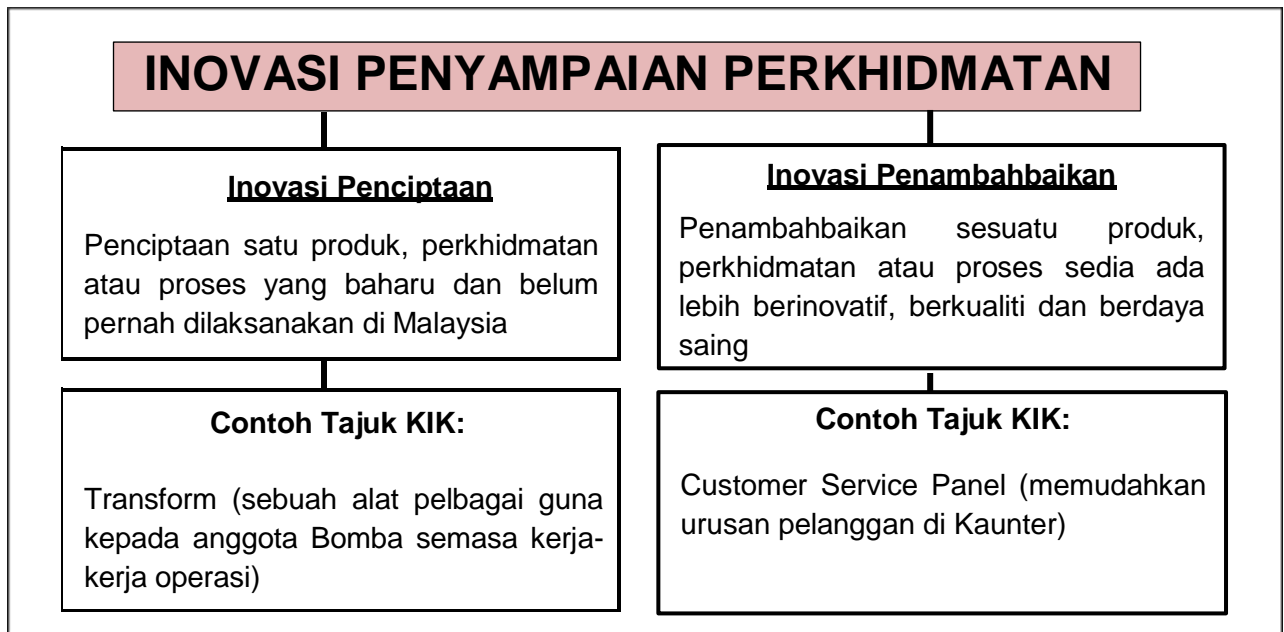 INOVASI PENYAMPAIAN PERKHIDMATAN
Inovasi Penciptaan
Penciptaan satu produk, perkhidmatan
atau proses yang baharu dan belum
pernah dilaksanakan di Malaysia
Contoh Tajuk KIK:
Transform (sebuah alat pelbagai guna
kepada anggota Bomba semasa kerja-
kerja operasi)
Inovasi Penambahbaikan
Penambahbaikan sesuatu produk,
perkhidmatan atau proses sedia ada
lebih berinovatif, berkualiti dan berdaya
saing
Contoh Tajuk KIK:
Customer Service Panel (memudahkan
urusan pelanggan di Kaunter)